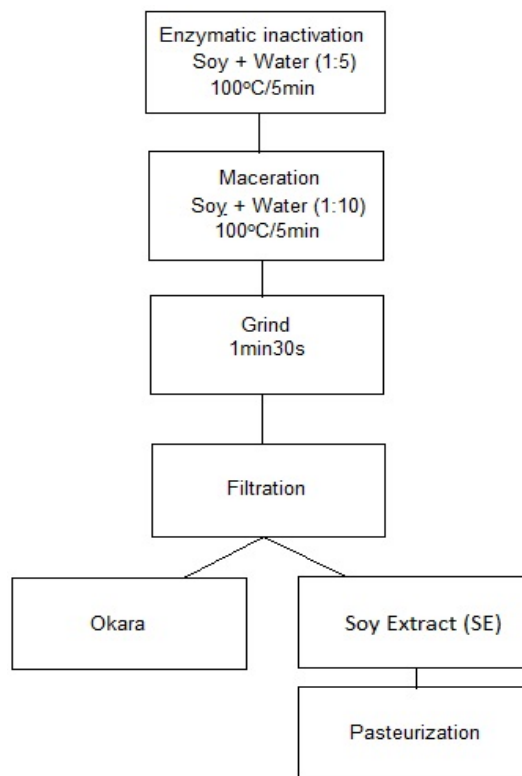 Enzymatic inactivation
Soy + Water (1:5)
100ºC/5min
Maceration
Soy + Water (1:10)
100ºC/5min
Grind
1min30s
Filtration
Okara
Soy Extract (SE)
Pasteurization